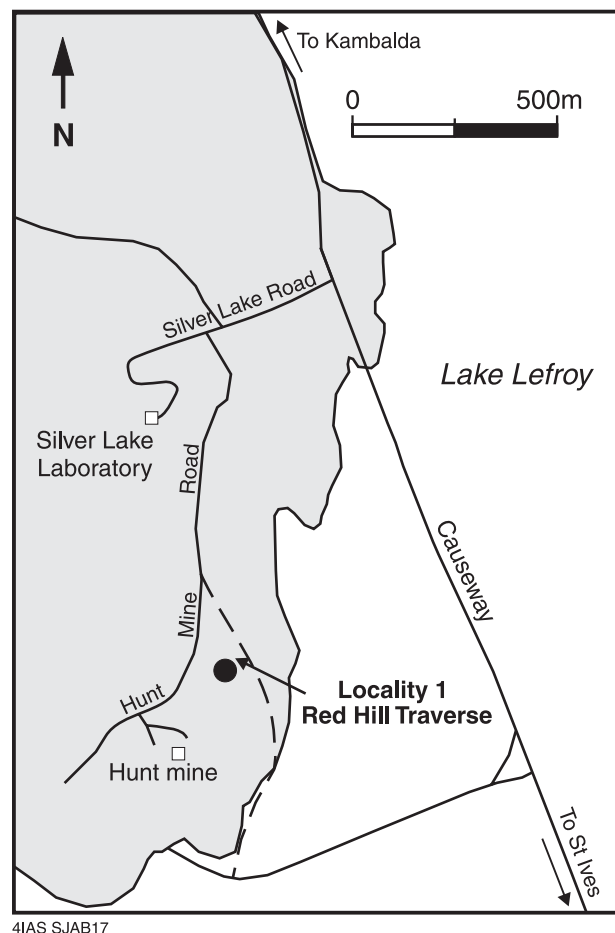 To Kambalda
N
0 500m
Silver Lake Road
Lake Lefroy
Silver Lake
Laboratory
Road
Causeway
Mine
Locality 1
Red Hill Traverse
Hunt
Hunt mine
To St Ives
4IAS SJAB17